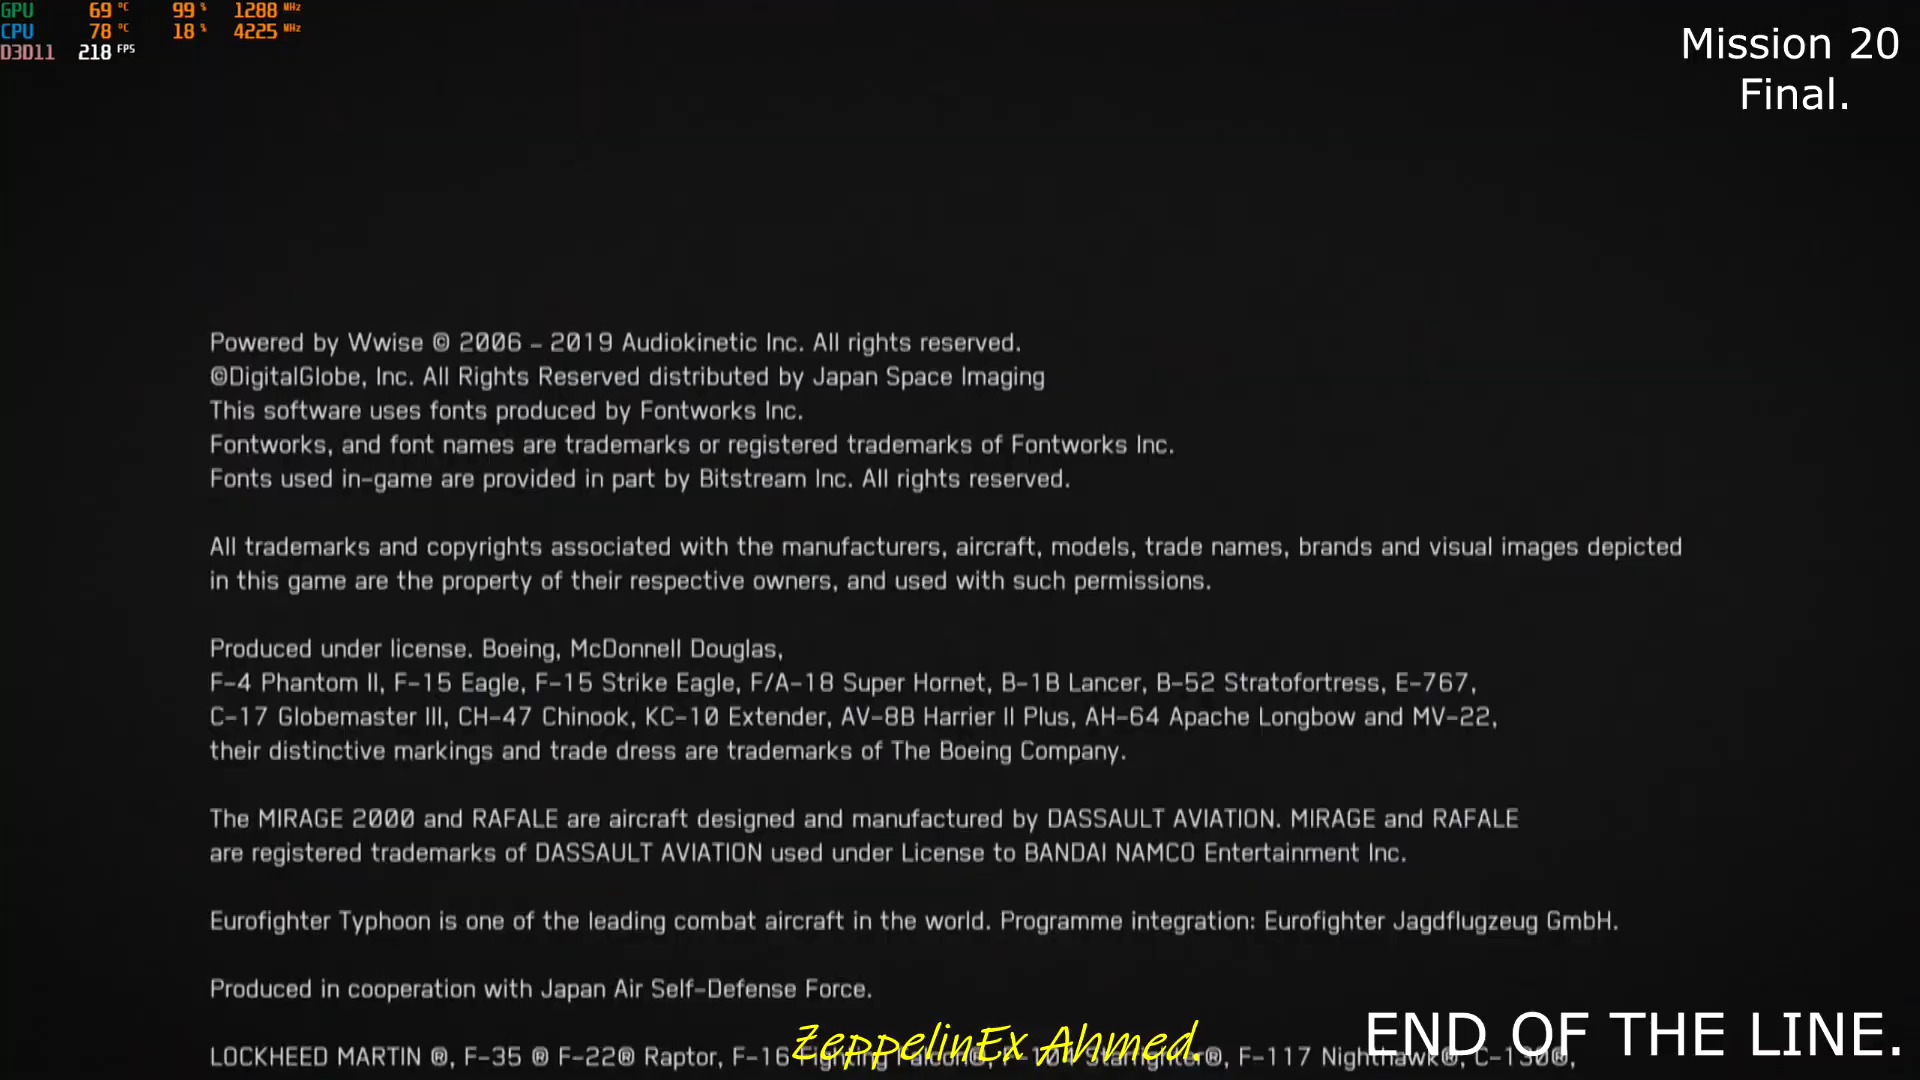 GPU 69 °C 99 % 1288 MHz
CPU 78 °C 18 % 4225 MHz
D3D11 218 FPS
Mission 20
Final.
Powered by Wwise © 2006 – 2019 Audiokinetic Inc. All rights reserved.
©DigitalGlobe, Inc. All Rights Reserved distributed by Japan Space Imaging
This software uses fonts produced by Fontworks Inc.
Fontworks, and font names are trademarks or registered trademarks of Fontworks Inc.
Fonts used in-game are provided in part by Bitstream Inc. All rights reserved.
All trademarks and copyrights associated with the manufacturers, aircraft, models, trade names, brands and visual images depicted
in this game are the property of their respective owners, and used with such permissions.
Produced under license. Boeing, McDonnell Douglas,
F-4 Phantom II, F-15 Eagle, F-15 Strike Eagle, F/A-18 Super Hornet, B-1B Lancer, B-52 Stratofortress, E-767,
C-17 Globemaster III, CH-47 Chinook, KC-10 Extender, AV-8B Harrier II Plus, AH-64 Apache Longbow and MV-22,
their distinctive markings and trade dress are trademarks of The Boeing Company.
The MIRAGE 2000 and RAFALE are aircraft designed and manufactured by DASSAULT AVIATION. MIRAGE and RAFALE
are registered trademarks of DASSAULT AVIATION used under License to BANDAI NAMCO Entertainment Inc.
Eurofighter Typhoon is one of the leading combat aircraft in the world. Programme integration: Eurofighter Jagdflugzeug GmbH.
Produced in cooperation with Japan Air Self-Defense Force.
LOCKHEED MARTIN ®, F-35 ® F-22® Raptor, F-16 Fighting Falcon®, F-104 Starfighter®, F-117 Nighthawk®, C-130®,
ZeppelinEx Ahmed.
END OF THE LINE.